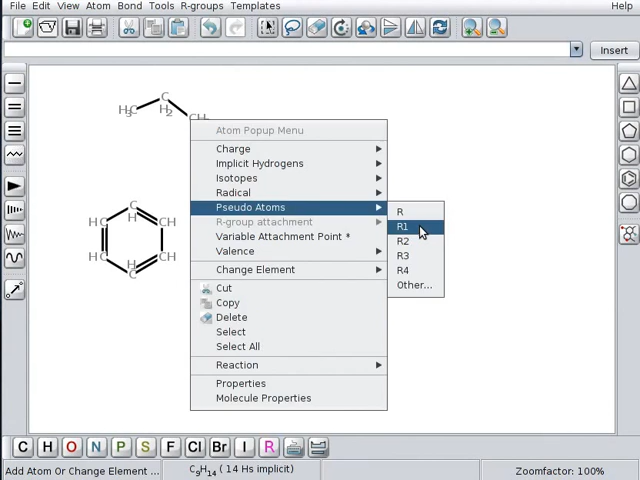 File Edit View Atom Bond Tools R-groups Templates Help
Insert
H3C C H2
Atom Popup Menu
Charge
Implicit Hydrogens
Isotopes
Radical
Pseudo Atoms
R-group attachment
Variable Attachment Point *
Valence
Change Element
Cut
Copy
Delete
Select
Select All
Reaction
Properties
Molecule Properties
R
R1
R2
R3
R4
Other...
C H
HC CH
HC CH
H C
C H O N P S F Cl Br I R
Add Atom Or Change Element ... C9H14 ( 14 Hs implicit) Zoomfactor: 100%